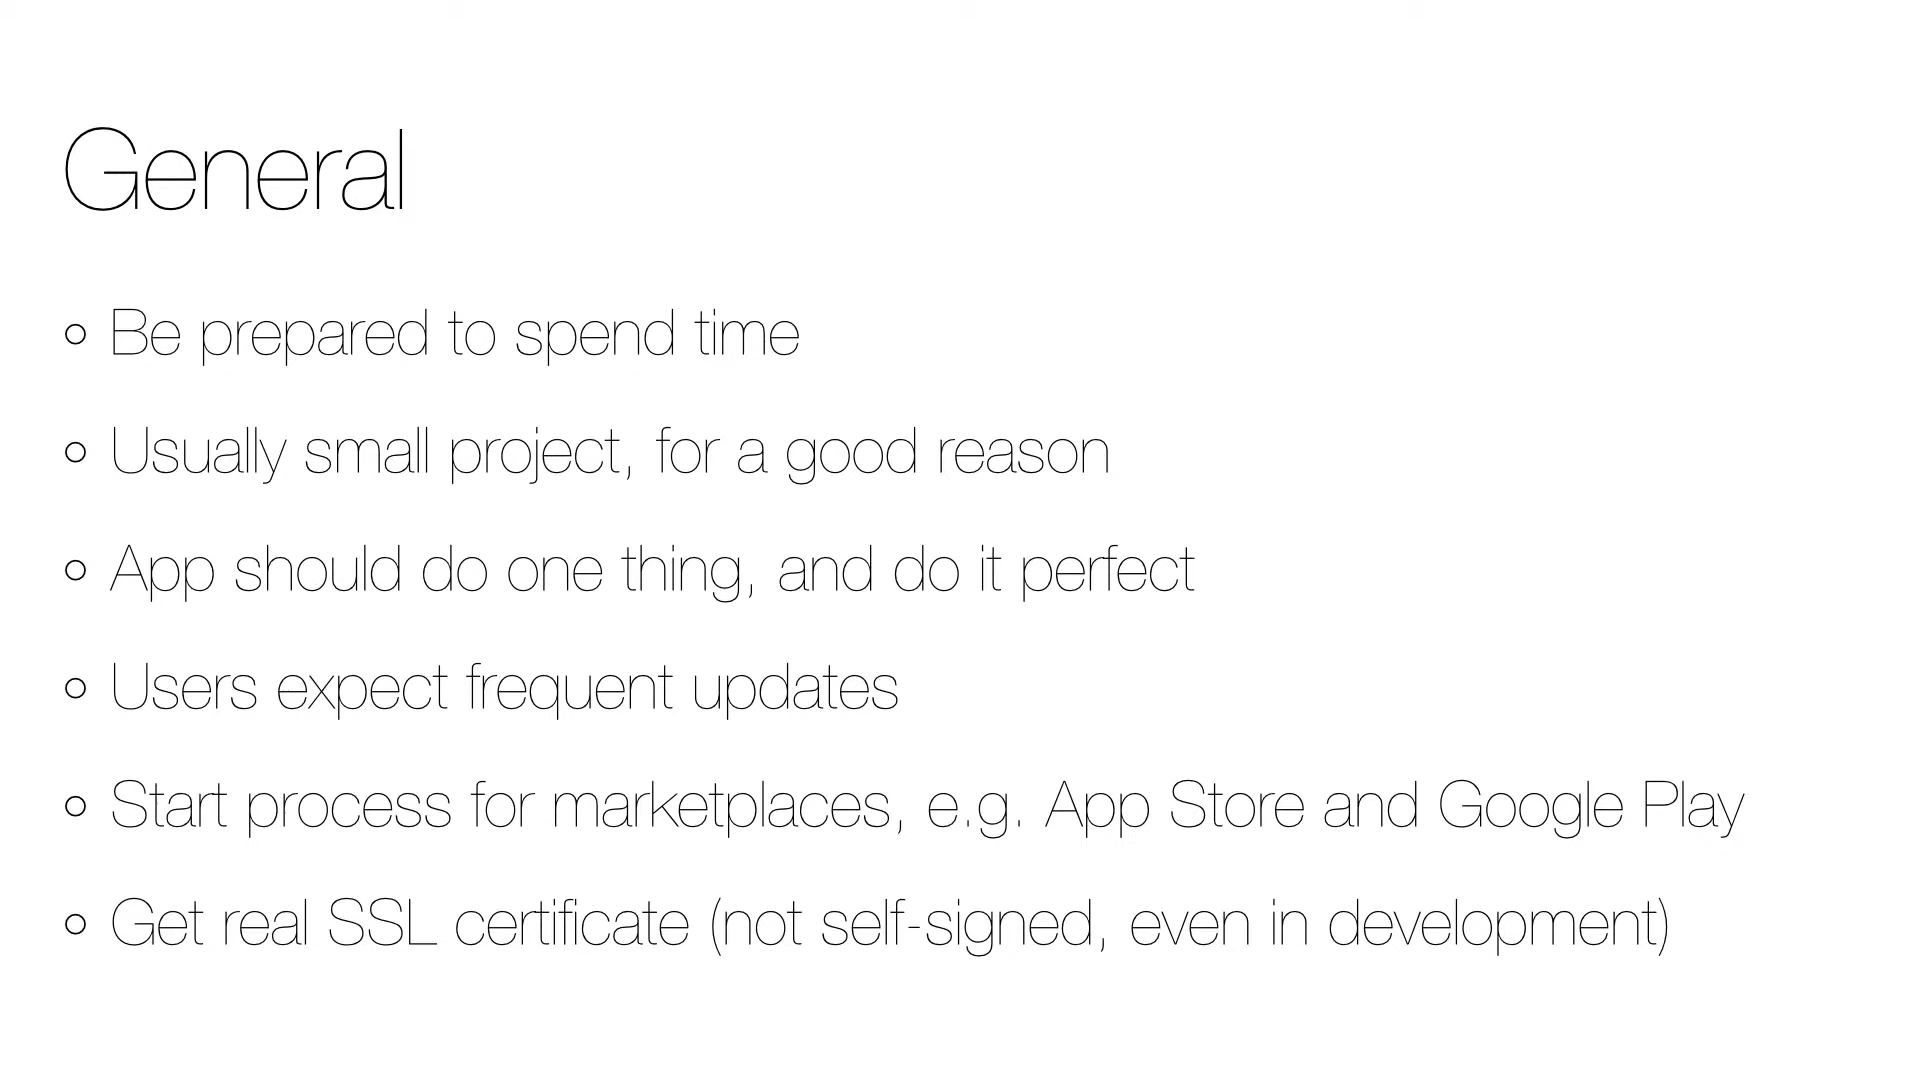 General
Be prepared to spend time
Usually small project, for a good reason
App should do one thing, and do it perfect
Users expect frequent updates
Start process for marketplaces, e.g. App Store and Google Play
Get real SSL certificate (not self-signed, even in development)